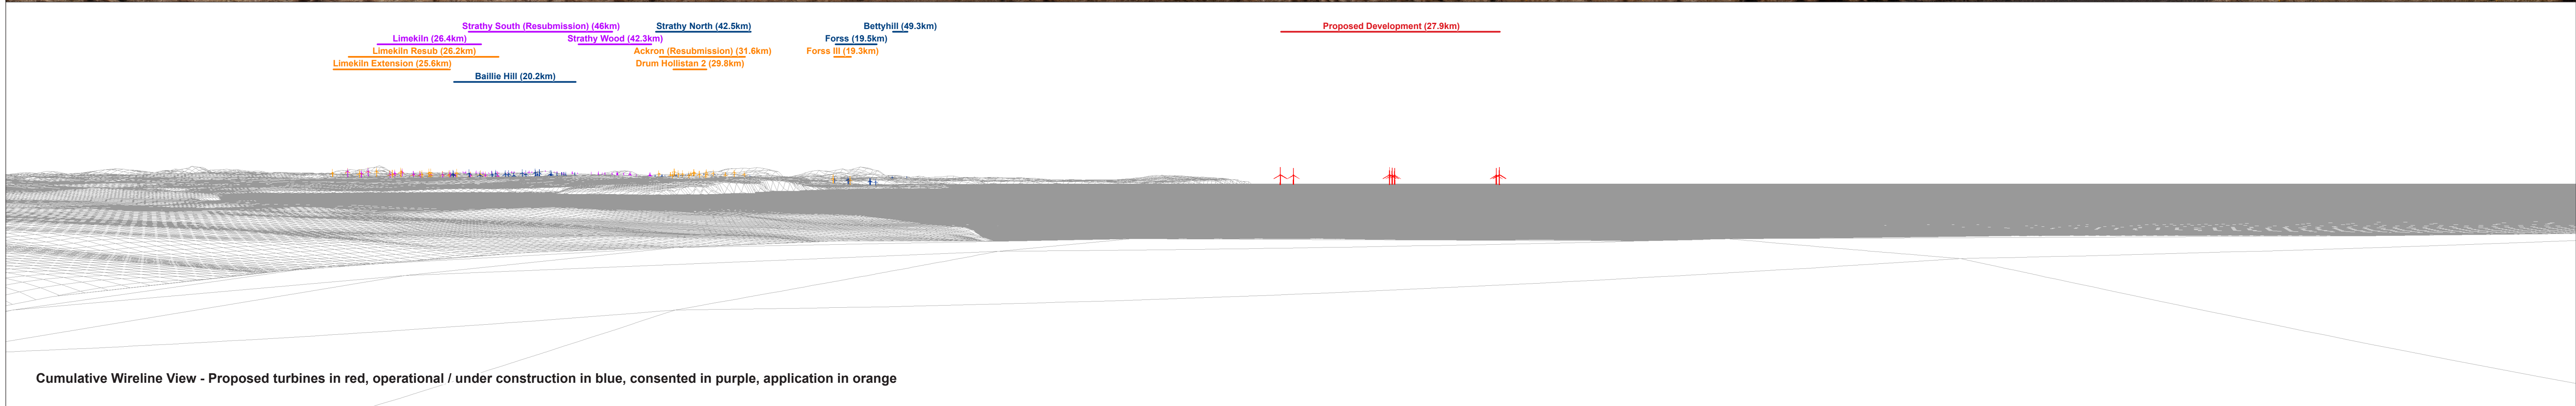 Strathy South (Resubmission) (46km)
Strathy North (42.5km)
Bettyhill (49.3km)
Proposed Development (27.9km)
Limekiln (26.4km)
Strathy Wood (42.3km)
Forss (19.5km)
Limekiln Resub (26.2km)
Ackron (Resubmission) (31.6km)
Forss III (19.3km)
Limekiln Extension (25.6km)
Drum Hollistan 2 (29.8km)
Baillie Hill (20.2km)
Cumulative Wireline View - Proposed turbines in red, operational / under construction in blue, consented in purple, application in orange